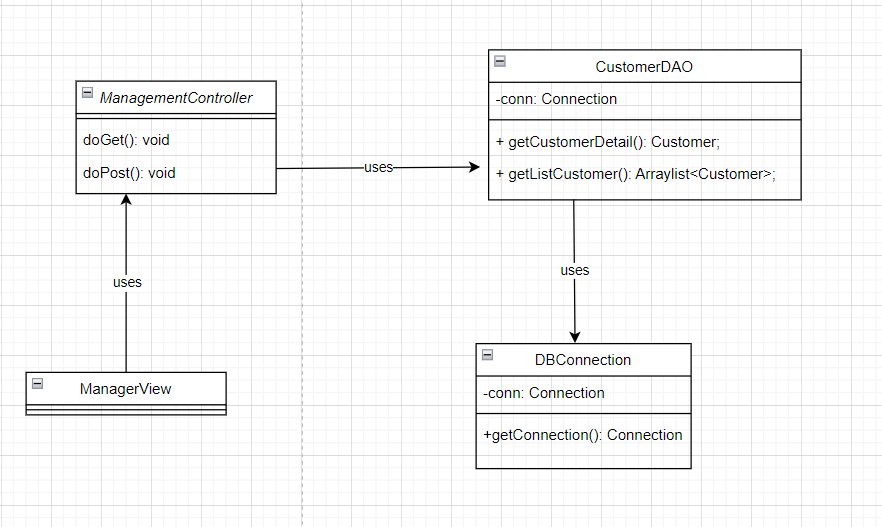 ManagementController
doGet(): void
doPost(): void
uses
CustomerDAO
-conn: Connection
+ getCustomerDetail(): Customer;
+ getListCustomer(): Arraylist<Customer>;
uses
uses
ManagerView
DBConnection
-conn: Connection
+getConnection(): Connection